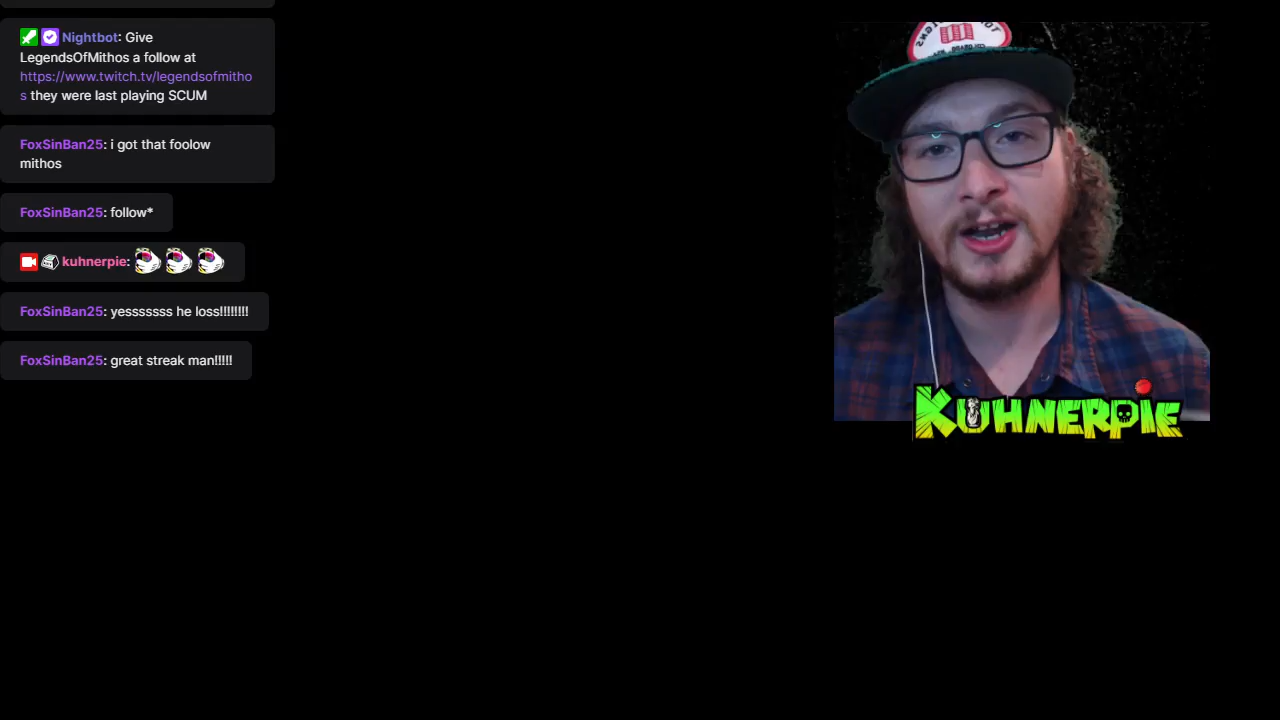 Nightbot: Give
LegendsOfMithos a follow at
https://www.twitch.tv/legendsofmitho
s they were last playing SCUM
FoxSinBan25: i got that foolow
mithos
FoxSinBan25: follow*
kuhnerpie:
FoxSinBan25: yesssssss he loss!!!!!!!!
FoxSinBan25: great streak man!!!!!
KUHNERPIE